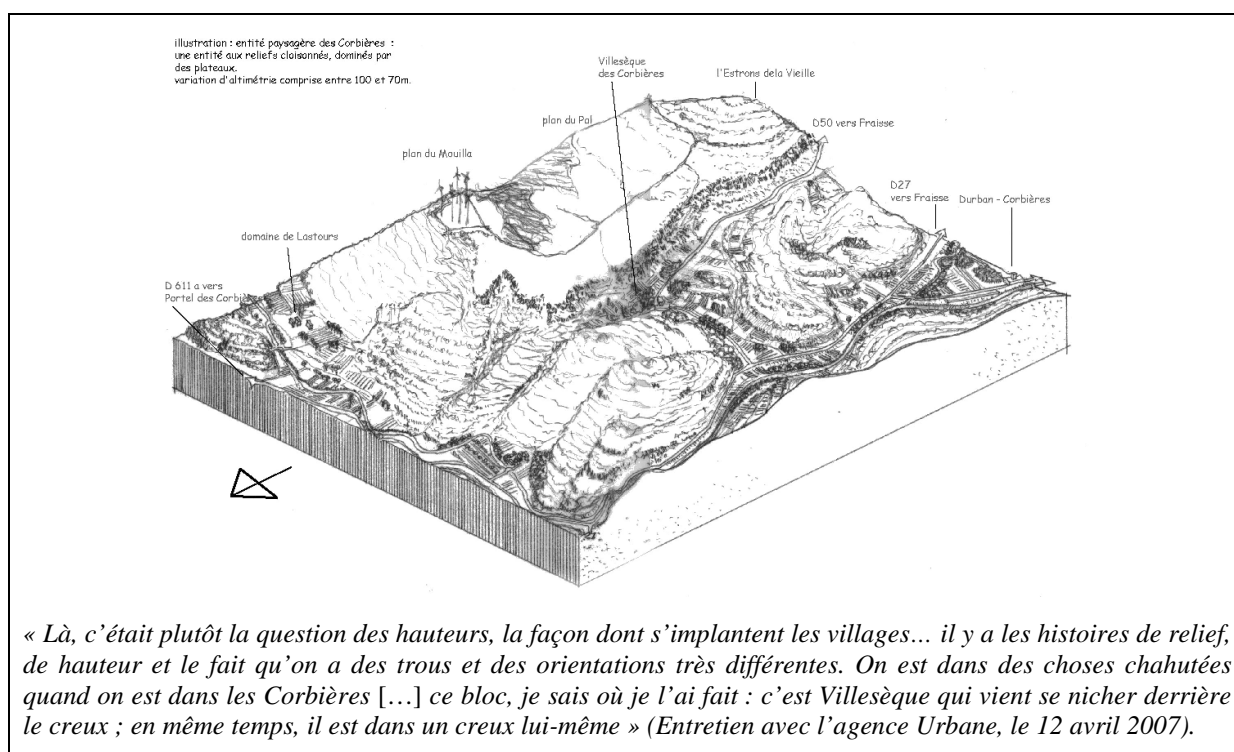 illustration : entité paysagère des Corbières :
une entité aux reliefs cloisonnés, dominés par
des plateaux.
variation d'altimétrie comprise entre 100 et 70m.
Villesèque
des Corbières
l'Estrons dela Vieille
plan du Pal
D50 vers Fraisse
plan du Mouilla
D27
vers Fraisse
Durban - Corbières
domaine de Lastours
D 611 a vers
Portel des Corbières
« Là, c'était plutôt la question des hauteurs, la façon dont s'implantent les villages… il y a les histoires de relief,
de hauteur et le fait qu'on a des trous et des orientations très différentes. On est dans des choses chahutées
quand on est dans les Corbières […] ce bloc, je sais où je l'ai fait : c'est Villesèque qui vient se nicher derrière
le creux ; en même temps, il est dans un creux lui-même » (Entretien avec l'agence Urbane, le 12 avril 2007).